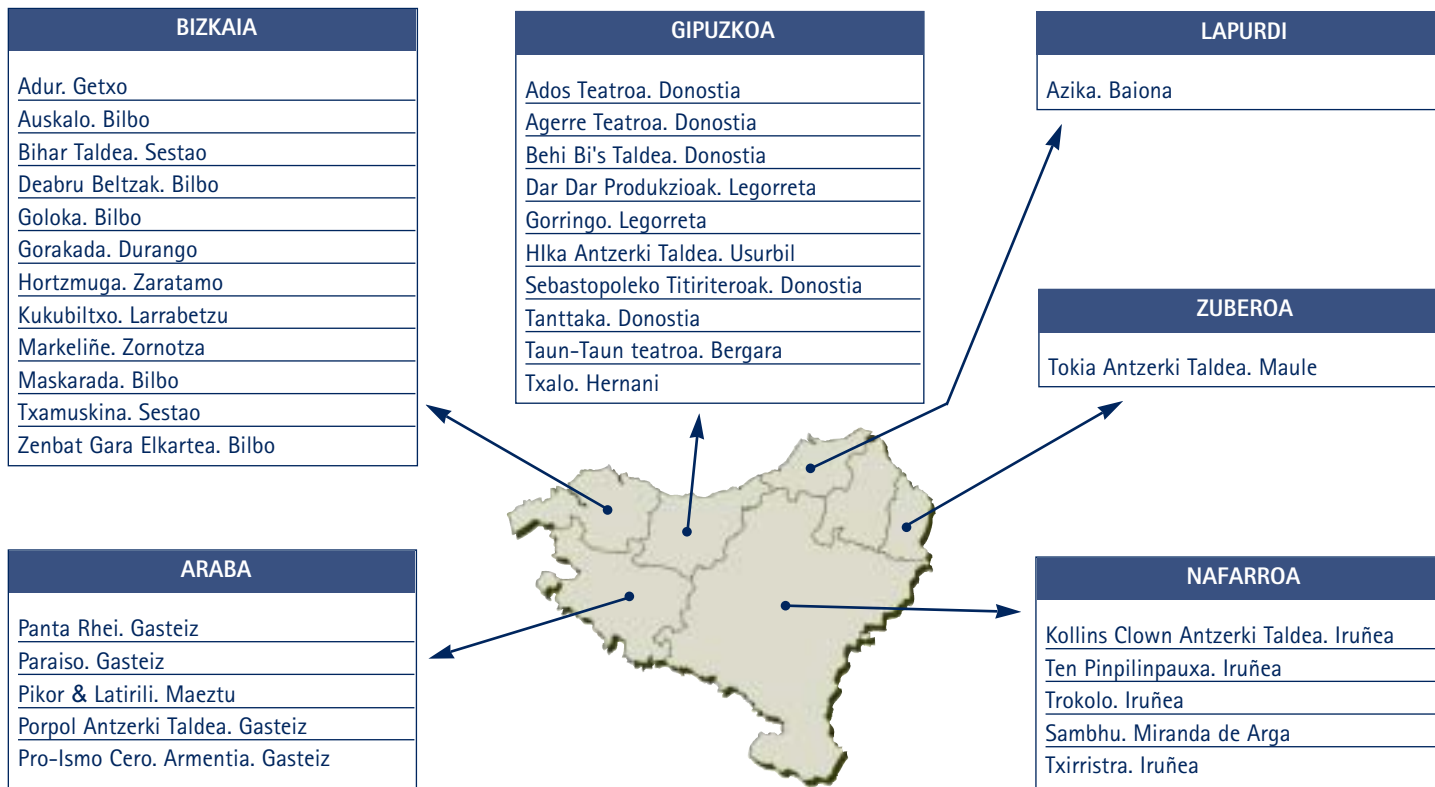 BIZKAIA
Adur. Getxo
Auskalo. Bilbo
Bihar Taldea. Sestao
Deabru Beltzak. Bilbo
Goloka. Bilbo
Gorakada. Durango
Hortzmuga. Zaratamo
Kukubiltxo. Larrabetzu
Markeliñe. Zornotza
Maskarada. Bilbo
Txamuskina. Sestao
Zenbat Gara Elkartea. Bilbo
GIPUZKOA
Ados Teatroa. Donostia
Agerre Teatroa. Donostia
Behi Bi's Taldea. Donostia
Dar Dar Produkzioak. Legorreta
Gorringo. Legorreta
HIka Antzerki Taldea. Usurbil
Sebastopoleko Titiriteroak. Donostia
Tanttaka. Donostia
Taun-Taun teatroa. Bergara
Txalo. Hernani
LAPURDI
Azika. Baiona
ZUBEROA
Tokia Antzerki Taldea. Maule
ARABA
Panta Rhei. Gasteiz
Paraiso. Gasteiz
Pikor & Latirili. Maeztu
Porpol Antzerki Taldea. Gasteiz
Pro-Ismo Cero. Armentia. Gasteiz
NAFARROA
Kollins Clown Antzerki Taldea. Iruñea
Ten Pinpilinpauxa. Iruñea
Trokolo. Iruñea
Sambhu. Miranda de Arga
Txirristra. Iruñea